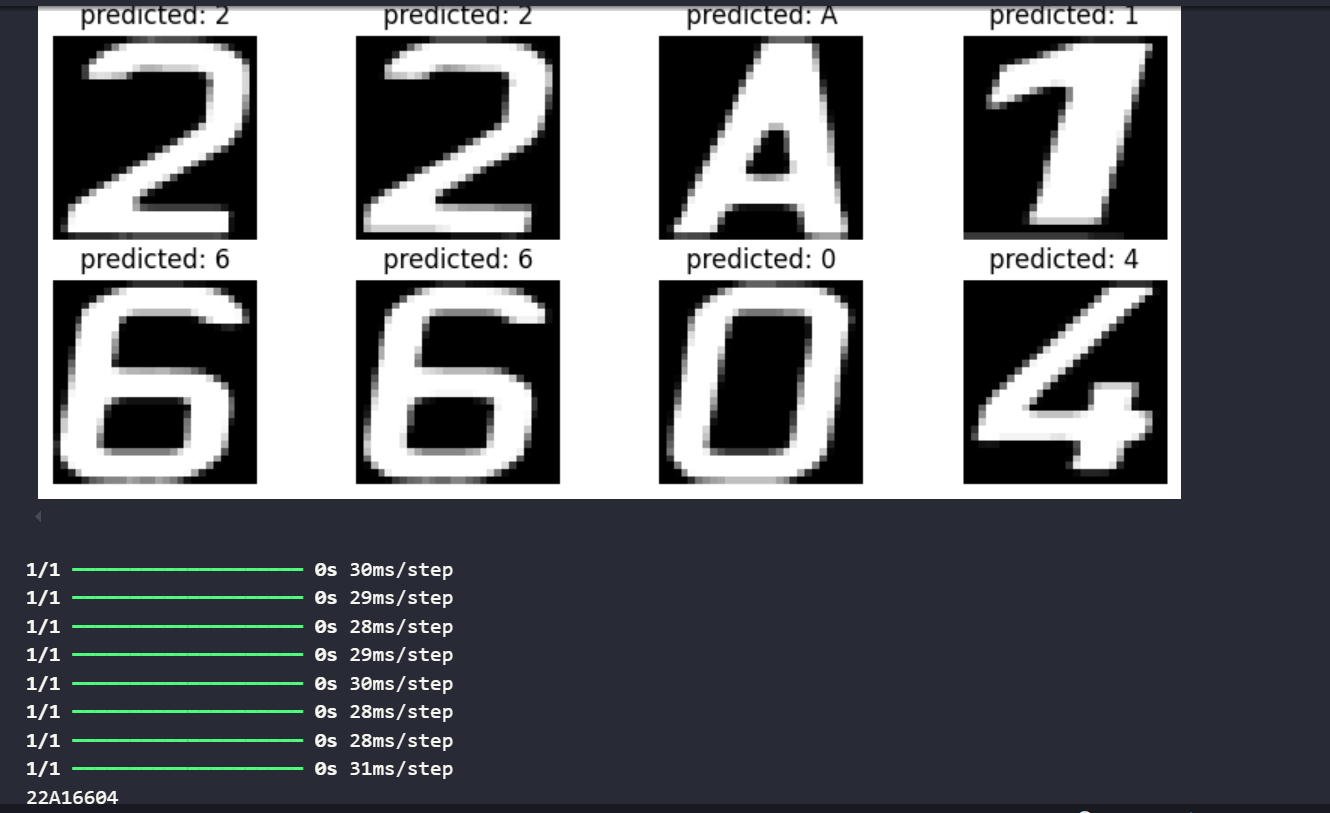 predicted: 2 predicted: 2 predicted: A predicted: 1
2 2 A 1
predicted: 6 predicted: 6 predicted: 0 predicted: 4
6 6 0 4
1/1 ━━━━━━━━━━━━━━━━━━━━ 0s 30ms/step
1/1 ━━━━━━━━━━━━━━━━━━━━ 0s 29ms/step
1/1 ━━━━━━━━━━━━━━━━━━━━ 0s 28ms/step
1/1 ━━━━━━━━━━━━━━━━━━━━ 0s 29ms/step
1/1 ━━━━━━━━━━━━━━━━━━━━ 0s 30ms/step
1/1 ━━━━━━━━━━━━━━━━━━━━ 0s 28ms/step
1/1 ━━━━━━━━━━━━━━━━━━━━ 0s 28ms/step
1/1 ━━━━━━━━━━━━━━━━━━━━ 0s 31ms/step
22A16604